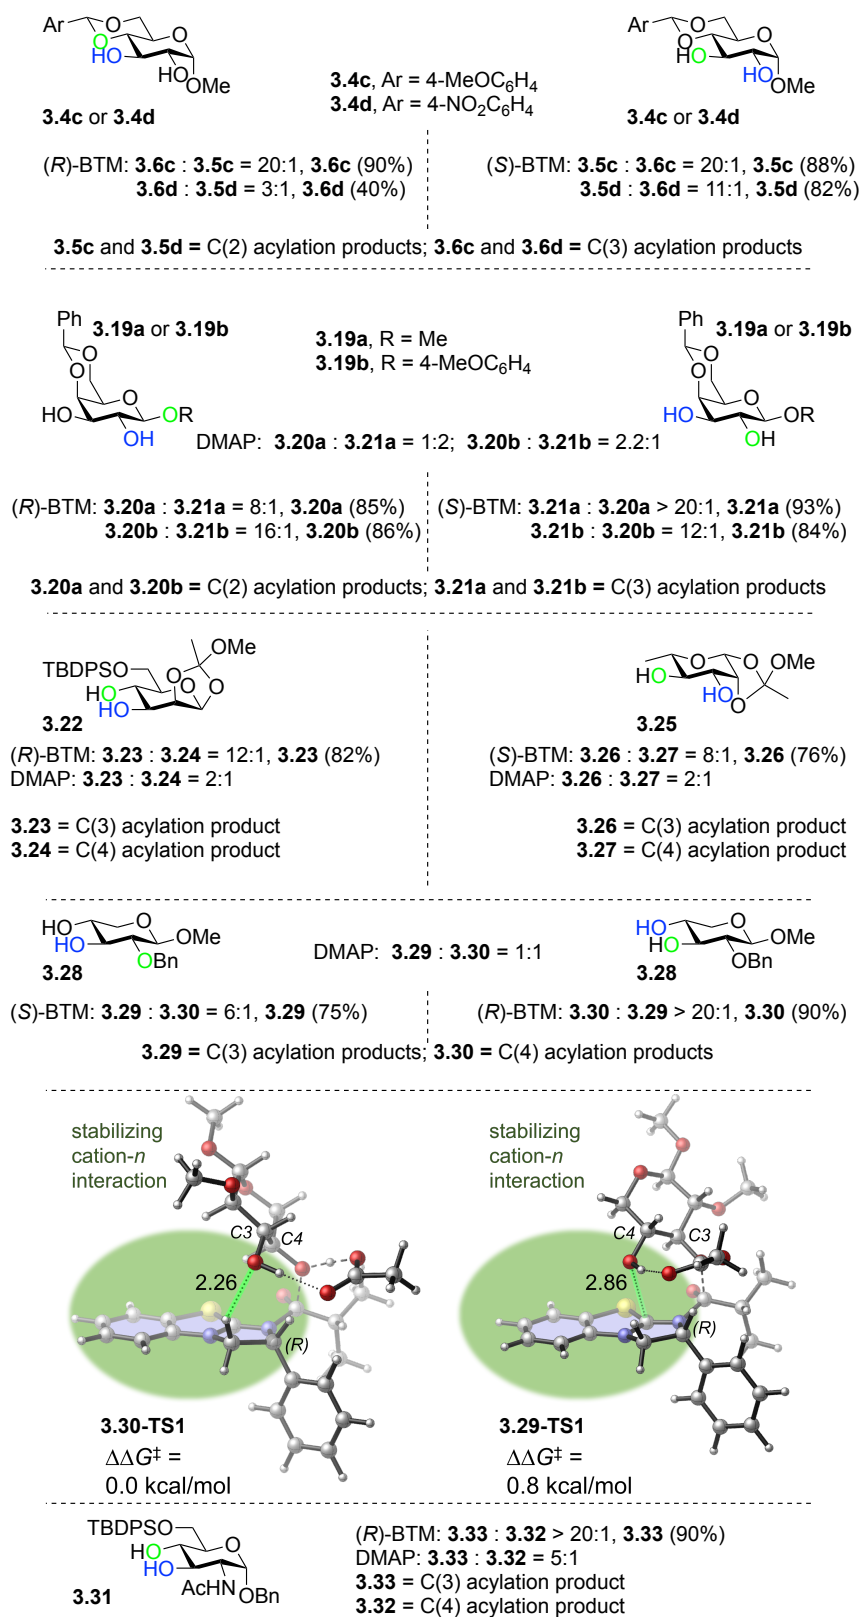 Ar
O
O
O
HO
HO
OMe
3.4c or 3.4d
3.4c, Ar = 4-MeOC6H4
3.4d, Ar = 4-NO2C6H4
Ar
O
O
O
HO
HO
OMe
3.4c or 3.4d
(R)-BTM: 3.6c : 3.5c = 20:1, 3.6c (90%)
3.6d : 3.5d = 3:1, 3.6d (40%)
(S)-BTM: 3.5c : 3.6c = 20:1, 3.5c (88%)
3.5d : 3.6d = 11:1, 3.5d (82%)
3.5c and 3.5d = C(2) acylation products; 3.6c and 3.6d = C(3) acylation products
Ph
3.19a or 3.19b
O
O
O
HO
OR
OH
3.19a, R = Me
3.19b, R = 4-MeOC6H4
Ph
3.19a or 3.19b
O
O
O
HO
OR
OH
DMAP: 3.20a : 3.21a = 1:2; 3.20b : 3.21b = 2.2:1
(R)-BTM: 3.20a : 3.21a = 8:1, 3.20a (85%)
3.20b : 3.21b = 16:1, 3.20b (86%)
(S)-BTM: 3.21a : 3.20a > 20:1, 3.21a (93%)
3.21b : 3.20b = 12:1, 3.21b (84%)
3.20a and 3.20b = C(2) acylation products; 3.21a and 3.21b = C(3) acylation products
OMe
TBDPSO
O
O
O
HO
HO
3.22
(R)-BTM: 3.23 : 3.24 = 12:1, 3.23 (82%)
DMAP: 3.23 : 3.24 = 2:1
3.23 = C(3) acylation product
3.24 = C(4) acylation product
O
O
OMe
HO
HO
O
3.25
(S)-BTM: 3.26 : 3.27 = 8:1, 3.26 (76%)
DMAP: 3.26 : 3.27 = 2:1
3.26 = C(3) acylation product
3.27 = C(4) acylation product
HO
O
HO
OMe
OBn
3.28
DMAP: 3.29 : 3.30 = 1:1
HO
O
HO
OMe
OBn
3.28
(S)-BTM: 3.29 : 3.30 = 6:1, 3.29 (75%)
(R)-BTM: 3.30 : 3.29 > 20:1, 3.30 (90%)
3.29 = C(3) acylation products; 3.30 = C(4) acylation products
stabilizing
cation-n
interaction
C3
C4
2.26
(R)
3.30-TS1
ΔΔG‡ =
0.0 kcal/mol
stabilizing
cation-n
interaction
C4
C3
2.86
(R)
3.29-TS1
ΔΔG‡ =
0.8 kcal/mol
TBDPSO
HO
O
HO
AcHN
OBn
3.31
(R)-BTM: 3.33 : 3.32 > 20:1, 3.33 (90%)
DMAP: 3.33 : 3.32 = 5:1
3.33 = C(3) acylation product
3.32 = C(4) acylation product